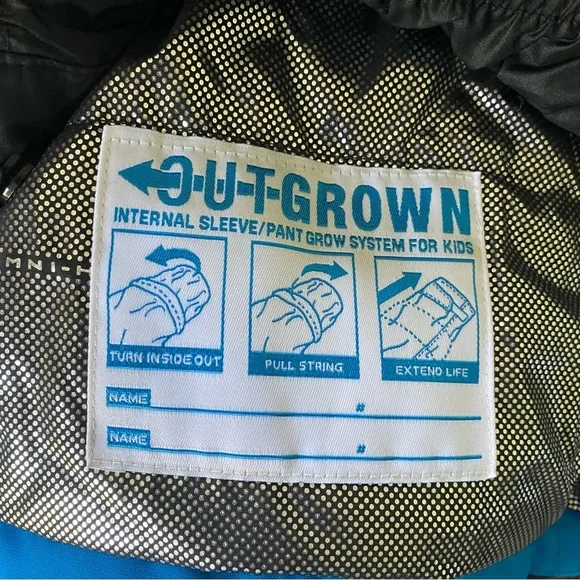 OUTGROWN
INTERNAL SLEEVE/PANT GROW SYSTEM FOR KIDS
TURN INSIDE OUT
PULL STRING
EXTEND LIFE
NAME #
NAME #